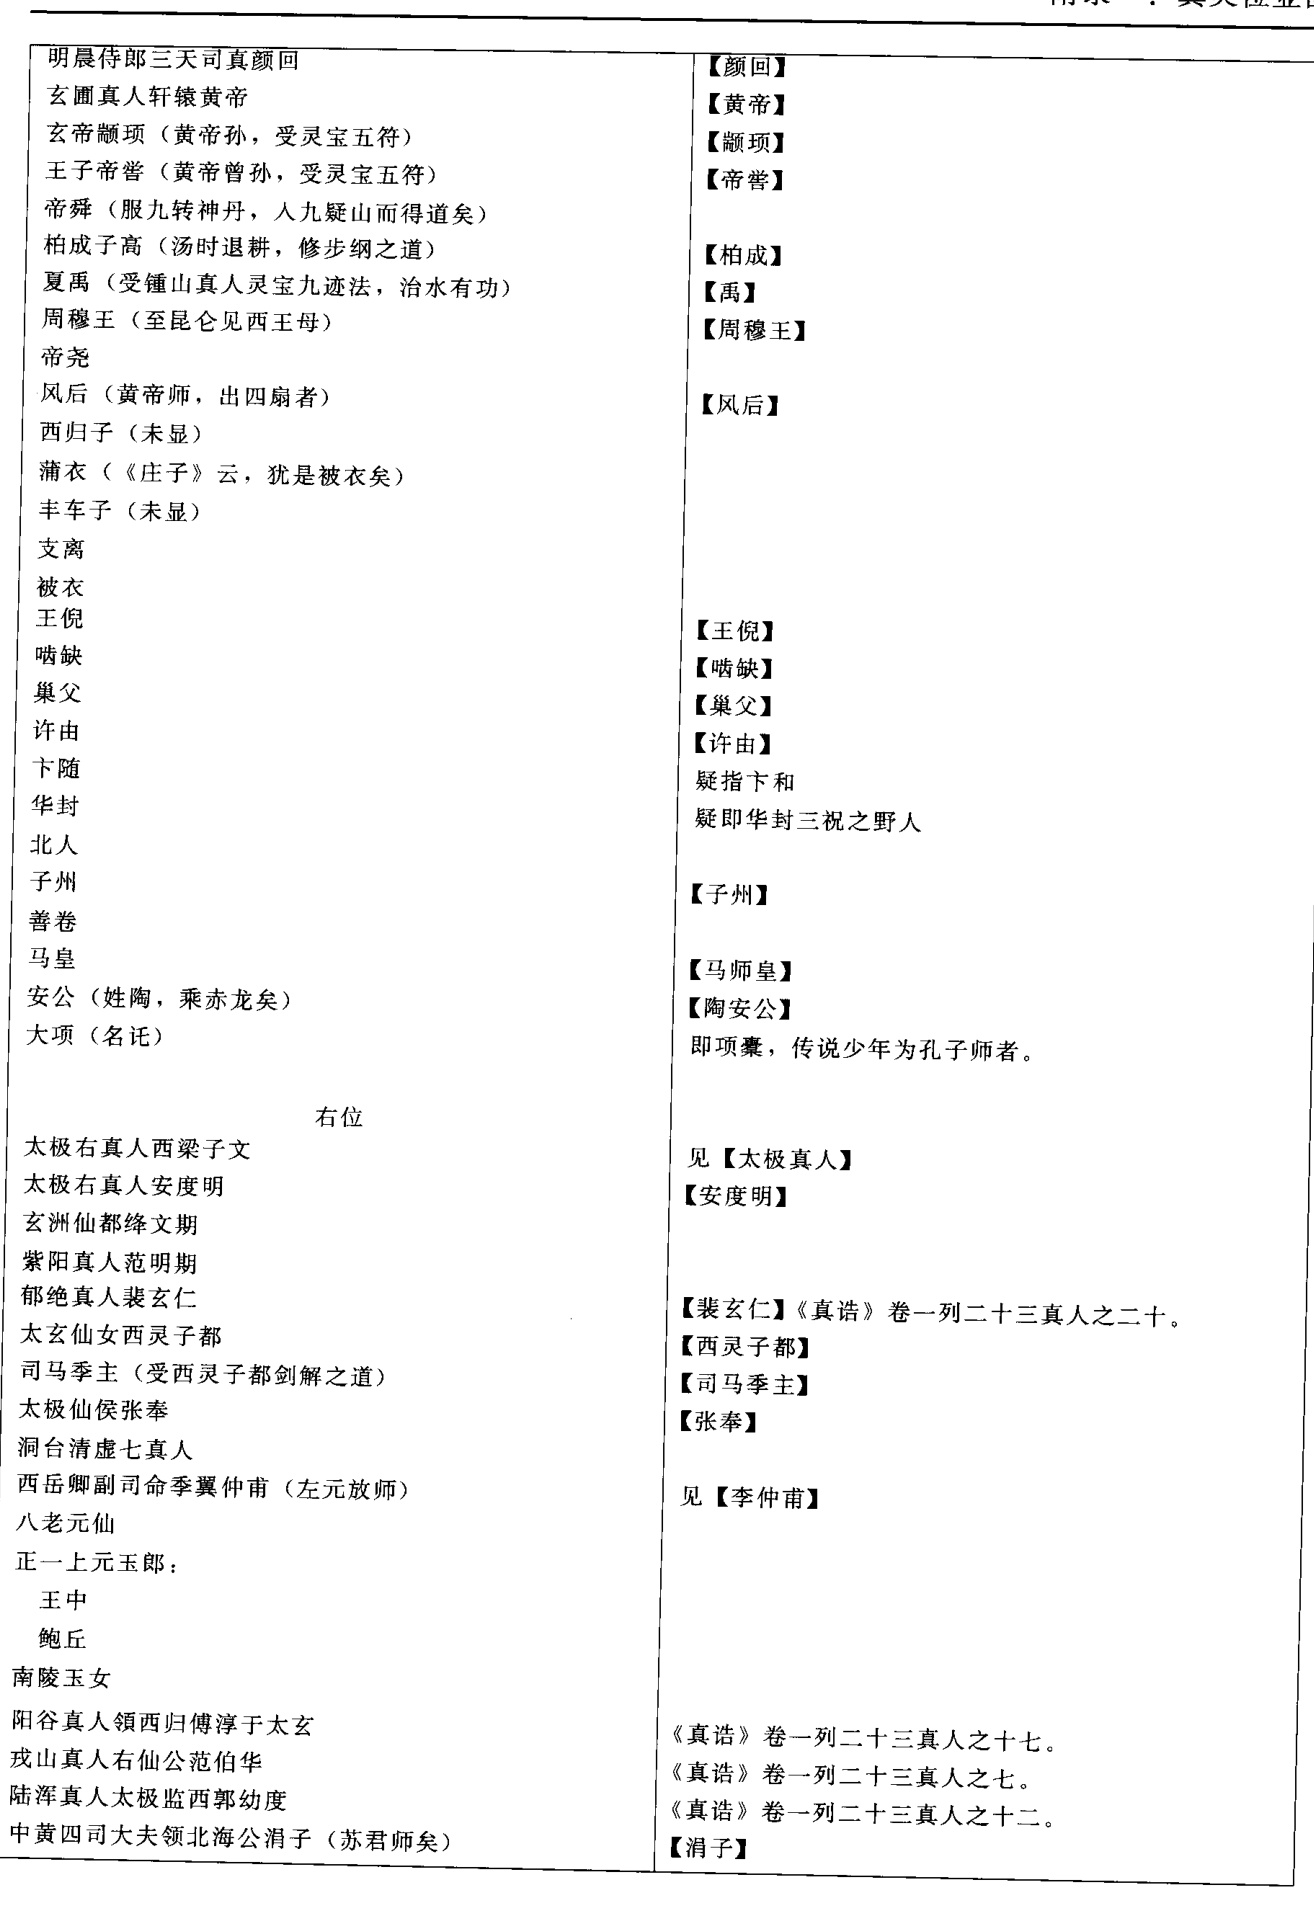 明晨侍郎三天司真颜回 【颜回】
玄圃真人轩辕黄帝 【黄帝】
玄帝颛顼（黄帝孙，受灵宝五符） 【颛顼】
王子帝喾（黄帝曾孙，受灵宝五符） 【帝喾】
帝舜（服九转神丹，人九疑山而得道矣）
柏成子高（汤时退耕，修步纲之道） 【柏成】
夏禹（受锺山真人灵宝九迹法，治水有功） 【禹】
周穆王（至昆仑见西王母） 【周穆王】
帝尧
风后（黄帝师，出四扇者） 【风后】
西归子（未显）
蒲衣（《庄子》云，犹是被衣矣）
丰车子（未显）
支离
被衣
王倪 【王倪】
啮缺 【啮缺】
巢父 【巢父】
许由 【许由】
卞随 疑指卞和
华封 疑即华封三祝之野人
北人
子州 【子州】
善卷
马皇 【马师皇】
安公（姓陶，乘赤龙矣） 【陶安公】
大项（名讬） 即项橐，传说少年为孔子师者。
右位
太极右真人西梁子文 见【太极真人】
太极右真人安度明 【安度明】
玄洲仙都绛文期
紫阳真人范明期
郁绝真人裴玄仁 【裴玄仁】《真诰》卷一列二十三真人之二十。
太玄仙女西灵子都 【西灵子都】
司马季主（受西灵子都剑解之道） 【司马季主】
太极仙侯张奉 【张奉】
洞台清虚七真人
西岳卿副司命季翼仲甫（左元放师） 见【李仲甫】
八老元仙
正一上元玉郎：
王中
鲍丘
南陵玉女
阳谷真人領西归傅淳于太玄 《真诰》卷一列二十三真人之十七。
戎山真人右仙公范伯华 《真诰》卷一列二十三真人之七。
陆浑真人太极监西郭幼度 《真诰》卷一列二十三真人之十二。
中黄四司大夫领北海公涓子（苏君师矣） 【涓子】